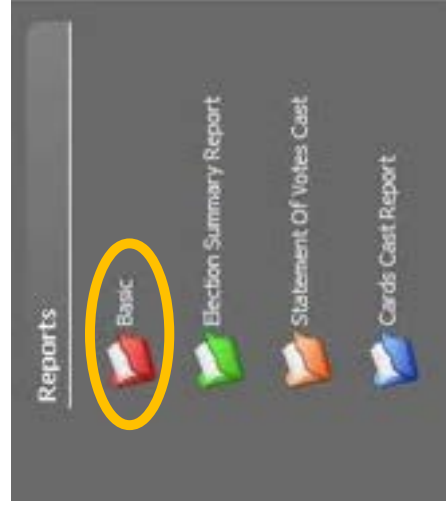 Reports
Basic
Election Summary Report
Statement Of Votes Cast
Cards Cast Report